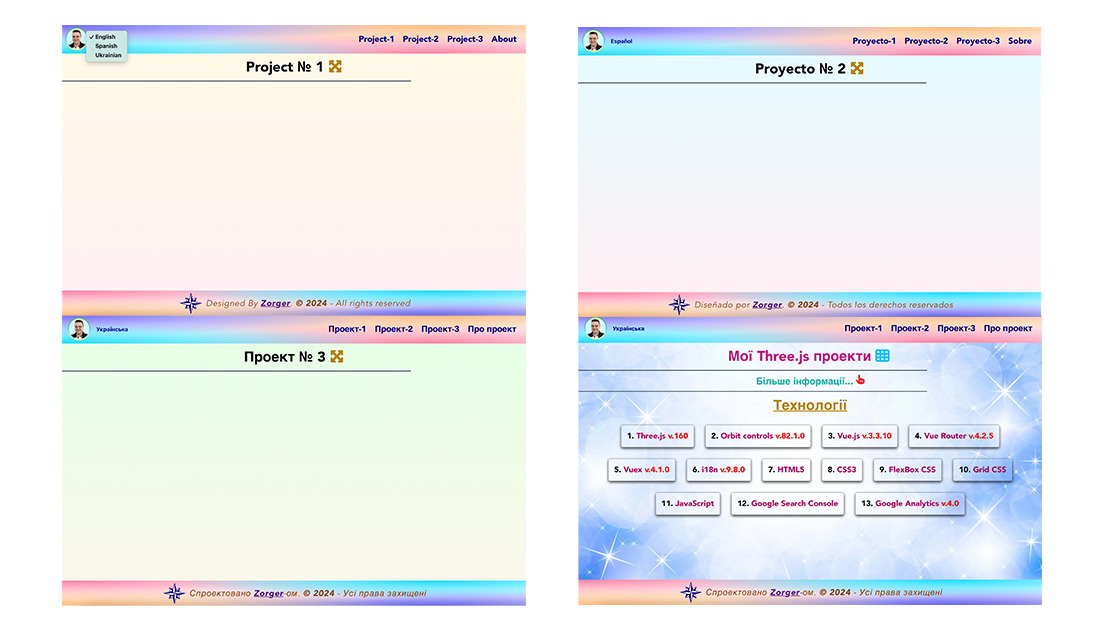 ✓ English
Spanish
Ukrainian
Project-1 Project-2 Project-3 About
Project № 1
Designed By Zorger. © 2024 - All rights reserved
Español
Proyecto-1 Proyecto-2 Proyecto-3 Sobre
Proyecto № 2
Diseñado por Zorger. © 2024 - Todos los derechos reservados
Українська
Проект-1 Проект-2 Проект-3 Про проект
Проект № 3
Спроектовано Zorger-ом. © 2024 - Усі права захищені
Українська
Проект-1 Проект-2 Проект-3 Про проект
Мої Three.js проекти
Більше інформації...
Технології
1. Three.js v.160 2. Orbit controls v.82.1.0 3. Vue.js v.3.3.10 4. Vue Router v.4.2.5
5. Vuex v.4.1.0 6. i18n v.9.8.0 7. HTML5 8. CSS3 9. FlexBox CSS 10. Grid CSS
11. JavaScript 12. Google Search Console 13. Google Analytics v.4.0
Спроектовано Zorger-ом. © 2024 - Усі права захищені